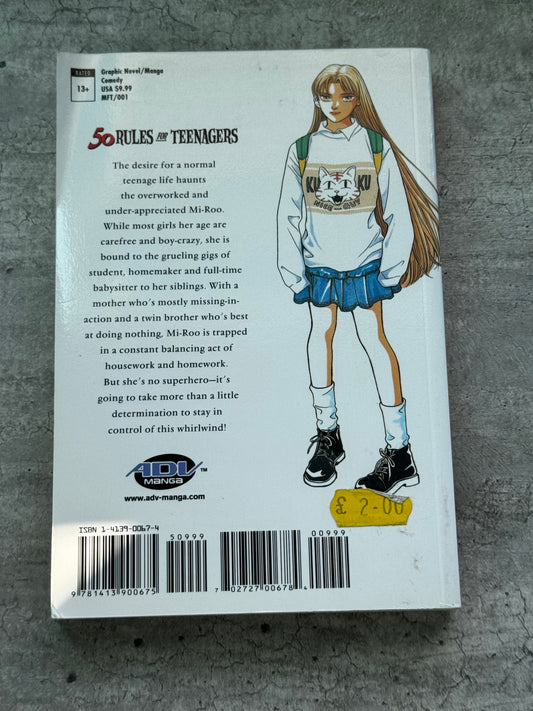 RATED
13+
Graphic Novel/Manga
Comedy
USA $9.99
MFT/001
50 RULES FOR TEENAGERS
The desire for a normal
teenage life haunts
the overworked and
under-appreciated Mi-Roo.
While most girls her age are
carefree and boy-crazy, she is
bound to the grueling gigs of
student, homemaker and full-time
babysitter to her siblings. With a
mother who's mostly missing-in-
action and a twin brother who's best
at doing nothing, Mi-Roo is trapped
in a constant balancing act of
housework and homework.
But she's no superhero—it's
going to take more than a little
determination to stay in
control of this whirlwind!
KU KU
ADV™
MANGA
www.adv-manga.com
£ 2-00
ISBN 1-4139-0067-4
50999
00999
9 781413 900675
7 02727 00678 4